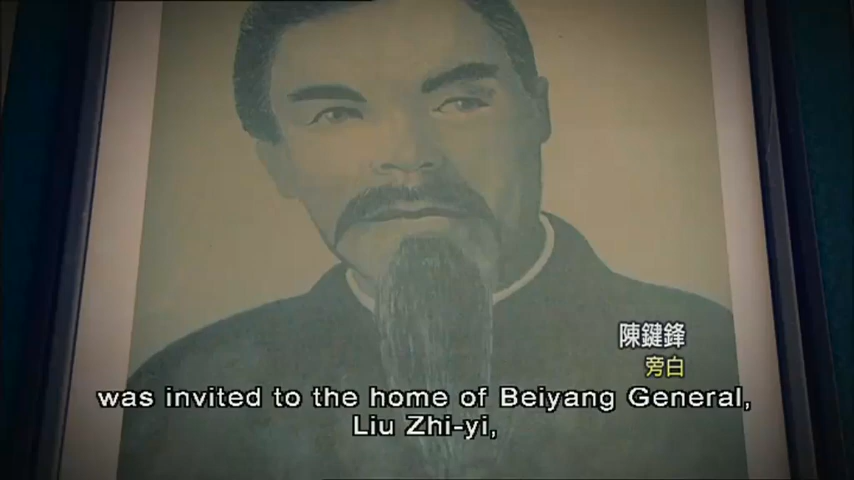 陳鍵鋒
旁白
was invited to the home of Beiyang General,
Liu Zhi-yi,